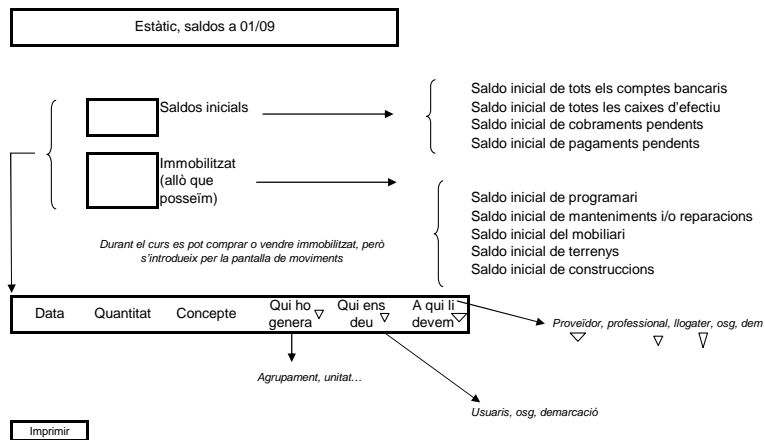 Estàtic, saldos a 01/09
Saldos inicials
Saldo inicial de tots els comptes bancaris
Saldo inicial de totes les caixes d'efectiu
Saldo inicial de cobraments pendents
Saldo inicial de pagaments pendents
Immobilitzat
(allò que
posseïm)
Saldo inicial de programari
Saldo inicial de manteniments i/o reparacions
Saldo inicial del mobiliari
Saldo inicial de terrenys
Saldo inicial de construccions
Durant el curs es pot comprar o vendre immobilitzat, però
s'introdueix per la pantalla de moviments
Data
Quantitat
Concepte
Qui ho
genera
Qui ens
deu
A qui li
devem
Proveïdor, professional, llogater, osg, dem
Agrupament, unitat…
Usuaris, osg, demarcació
Imprimir